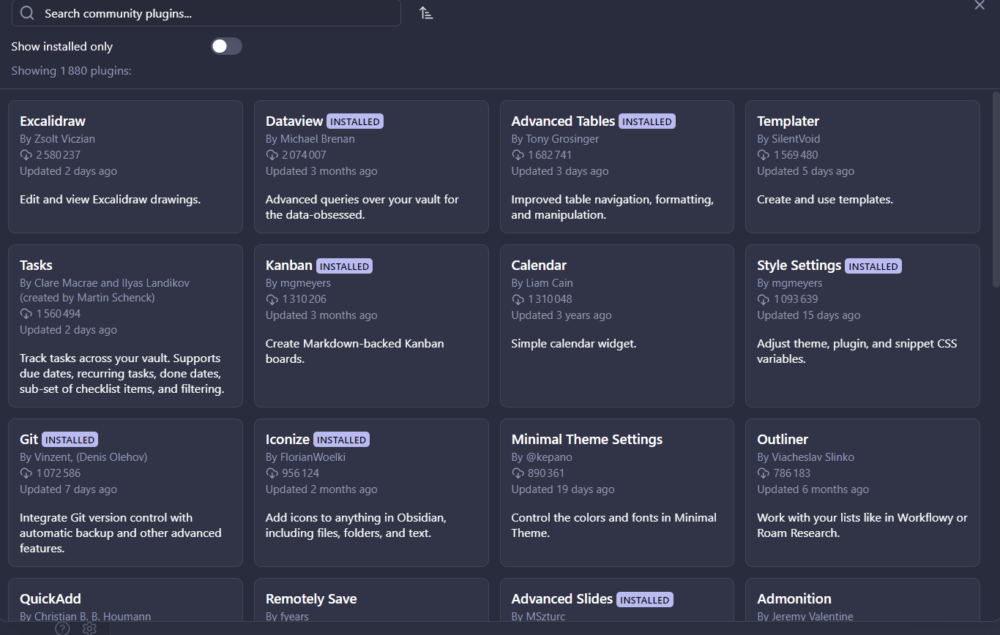 Search community plugins...
Show installed only
Showing 1 880 plugins:
Excalidraw
By Zsolt Viczian
2 580 237
Updated 2 days ago
Edit and view Excalidraw drawings.
Dataview INSTALLED
By Michael Brenan
2 074 007
Updated 3 months ago
Advanced queries over your vault for
the data-obsessed.
Advanced Tables INSTALLED
By Tony Grosinger
1 682 741
Updated 3 days ago
Improved table navigation, formatting,
and manipulation.
Templater
By SilentVoid
1 569 480
Updated 5 days ago
Create and use templates.
Tasks
By Clare Macrae and Ilyas Landikov
(created by Martin Schenck)
1 560 494
Updated 2 days ago
Track tasks across your vault. Supports
due dates, recurring tasks, done dates,
sub-set of checklist items, and filtering.
Kanban INSTALLED
By mgmeyers
1 310 206
Updated 3 months ago
Create Markdown-backed Kanban
boards.
Calendar
By Liam Cain
1 310 048
Updated 3 years ago
Simple calendar widget.
Style Settings INSTALLED
By mgmeyers
1 093 639
Updated 15 days ago
Adjust theme, plugin, and snippet CSS
variables.
Git INSTALLED
By Vinzent, (Denis Olehov)
1 072 586
Updated 7 days ago
Integrate Git version control with
automatic backup and other advanced
features.
Iconize INSTALLED
By FlorianWoelki
956 124
Updated 2 months ago
Add icons to anything in Obsidian,
including files, folders, and text.
Minimal Theme Settings
By @kepano
890 361
Updated 19 days ago
Control the colors and fonts in Minimal
Theme.
Outliner
By Viacheslav Slinko
786 183
Updated 6 months ago
Work with your lists like in Workflowy or
Roam Research.
QuickAdd
By Christian B. B. Houmann
Remotely Save
By fyears
Advanced Slides INSTALLED
By MSzturc
Admonition
By Jeremy Valentine